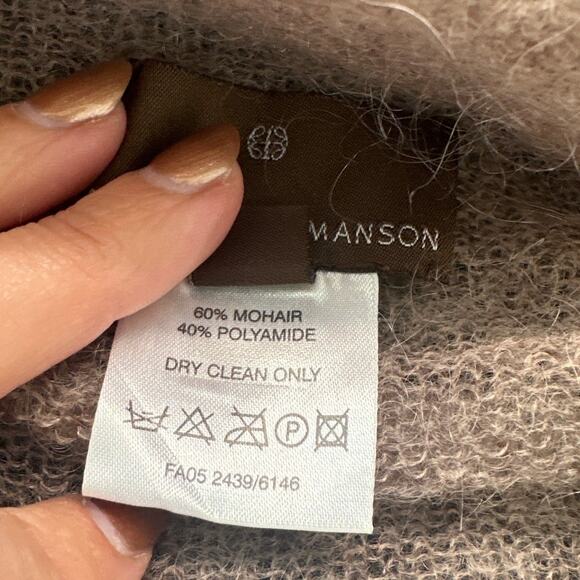 MANSON
60% MOHAIR
40% POLYAMIDE
DRY CLEAN ONLY
P
FA05 2439/6146